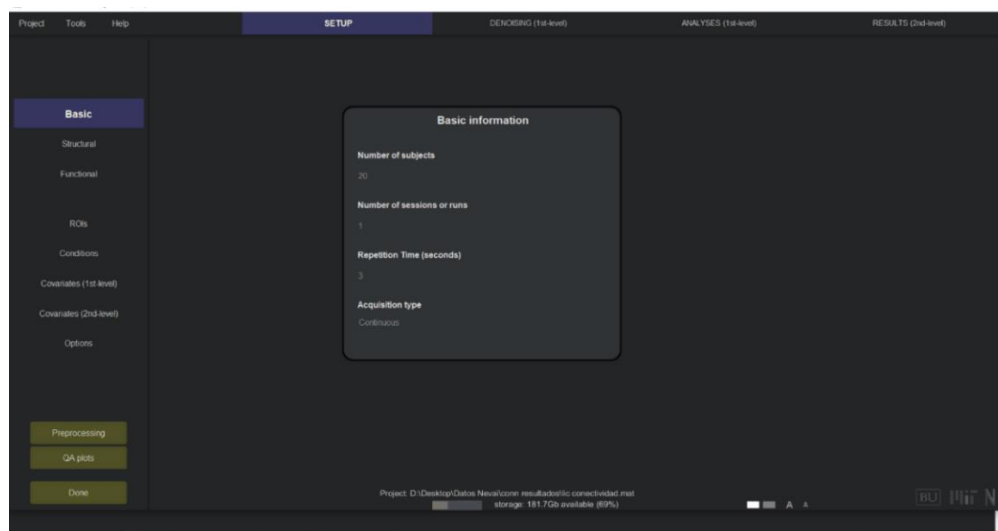 Project Tools Help SETUP DENOISING (1st-level) ANALYSES (1st-level) RESULTS (2nd-level)
Basic
Structural
Functional
ROIs
Conditions
Covariates (1st-level)
Covariates (2nd-level)
Options
Preprocessing
QA plots
Done
Basic information
Number of subjects
20
Number of sessions or runs
1
Repetition Time (seconds)
3
Acquisition type
Continuous
Project: D:\Desktop\Datos Neva\conn resultados\lic conectividad.mat
storage: 181.7Gb available (69%)
A A
BU MIT N